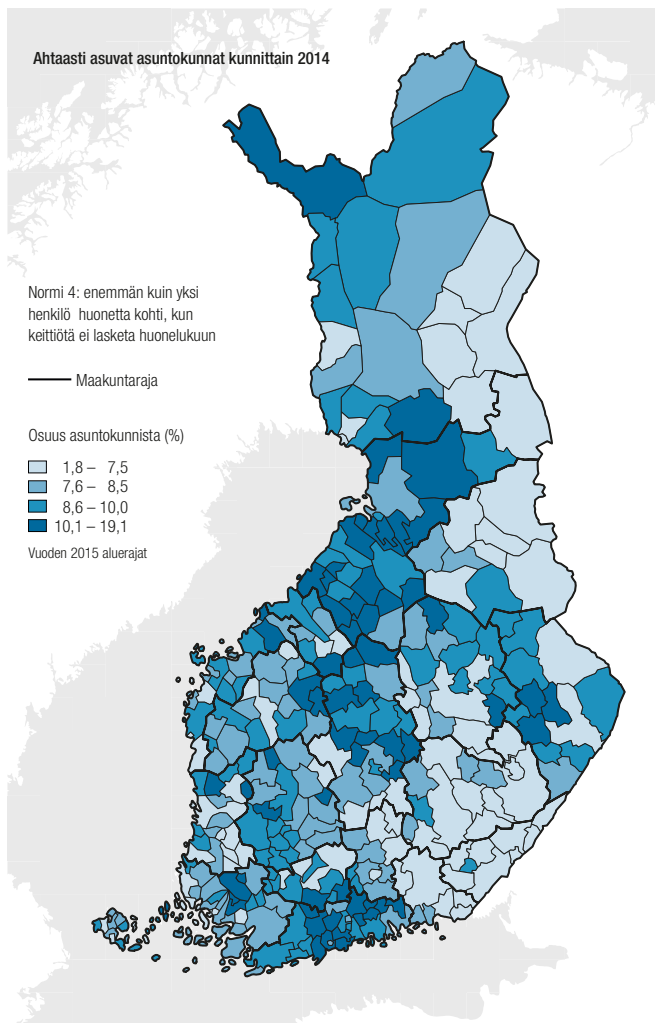 Ahtaasti asuvat asuntokunnat kunnittain 2014
Normi 4: enemmän kuin yksi
henkilö huonetta kohti, kun
keittiötä ei lasketa huonelukuun
Maakuntaraja
Osuus asuntokunnista (%)
1,8 – 7,5
7,6 – 8,5
8,6 – 10,0
10,1 – 19,1
Vuoden 2015 aluerajat